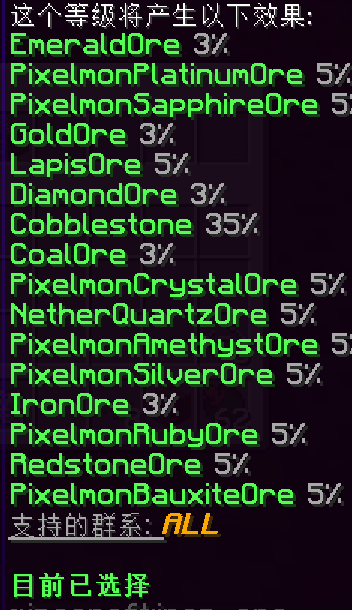 这个等级将产生以下效果:
EmeraldOre 3%
PixelmonPlatinumOre 5%
PixelmonSapphireOre 5
GoldOre 3%
LapisOre 5%
DiamondOre 3%
Cobblestone 35%
CoalOre 3%
PixelmonCrystalOre 5%
NetherQuartzOre 5%
PixelmonAmethystOre 5%
PixelmonSilverOre 5%
IronOre 3%
PixelmonRubyOre 5%
RedstoneOre 5%
PixelmonBauxiteOre 5%
支持的群系: ALL
目前已选择